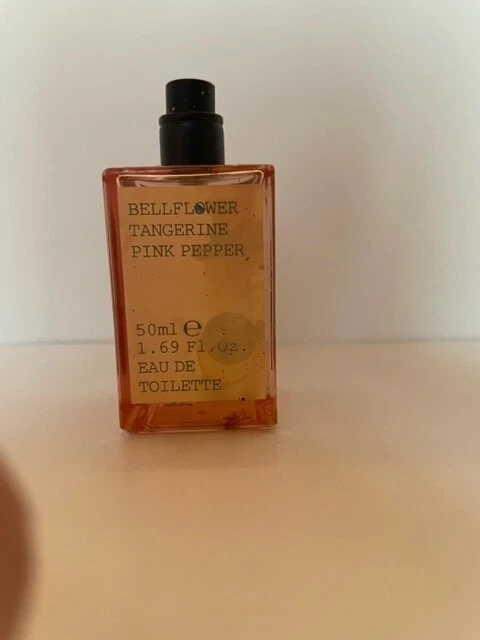 BELLFLOWER
TANGERINE
PINK PEPPER
50ml ℮
1.69 Fl.Oz.
EAU DE
TOILETTE